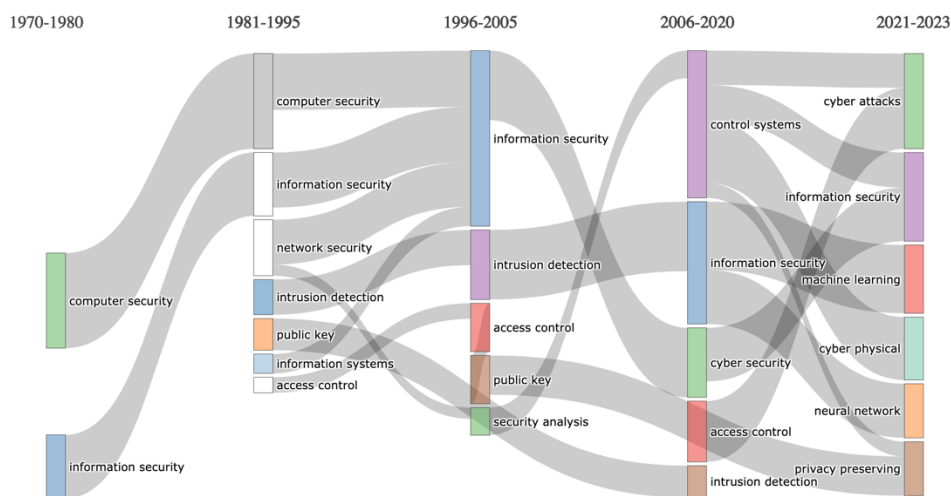 1970-1980
1981-1995
1996-2005
2006-2020
2021-2023
computer security
information security
computer security
information security
network security
intrusion detection
public key
information systems
access control
information security
intrusion detection
access control
public key
security analysis
control systems
information security
cyber security
access control
intrusion detection
cyber attacks
information security
machine learning
cyber physical
neural network
privacy preserving